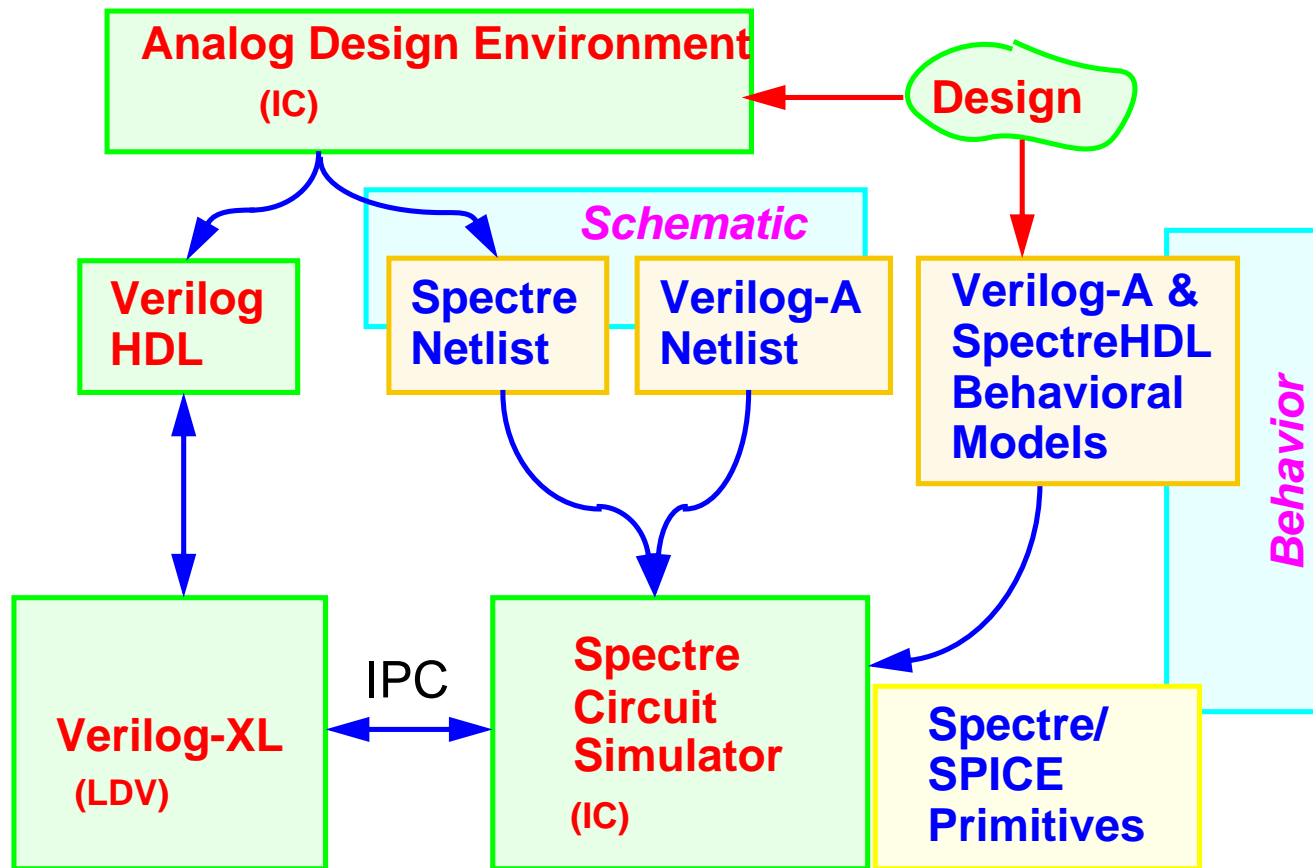 Analog Design Environment
(IC)
Design
Schematic
Verilog
HDL
Spectre
Netlist
Verilog-A
Netlist
Verilog-A &
SpectreHDL
Behavioral
Models
Behavior
Verilog-XL
(LDV)
IPC
Spectre
Circuit
Simulator
(IC)
Spectre/
SPICE
Primitives